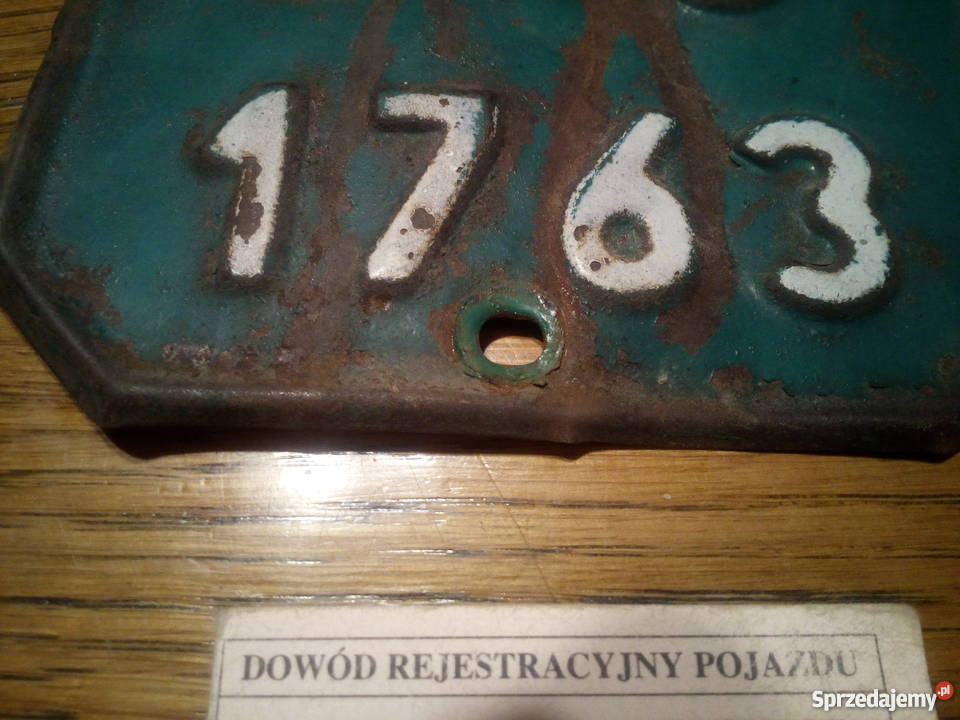 1763
DOWÓD REJESTRACYJNY POJAZDU
Sprzedajemy.pl